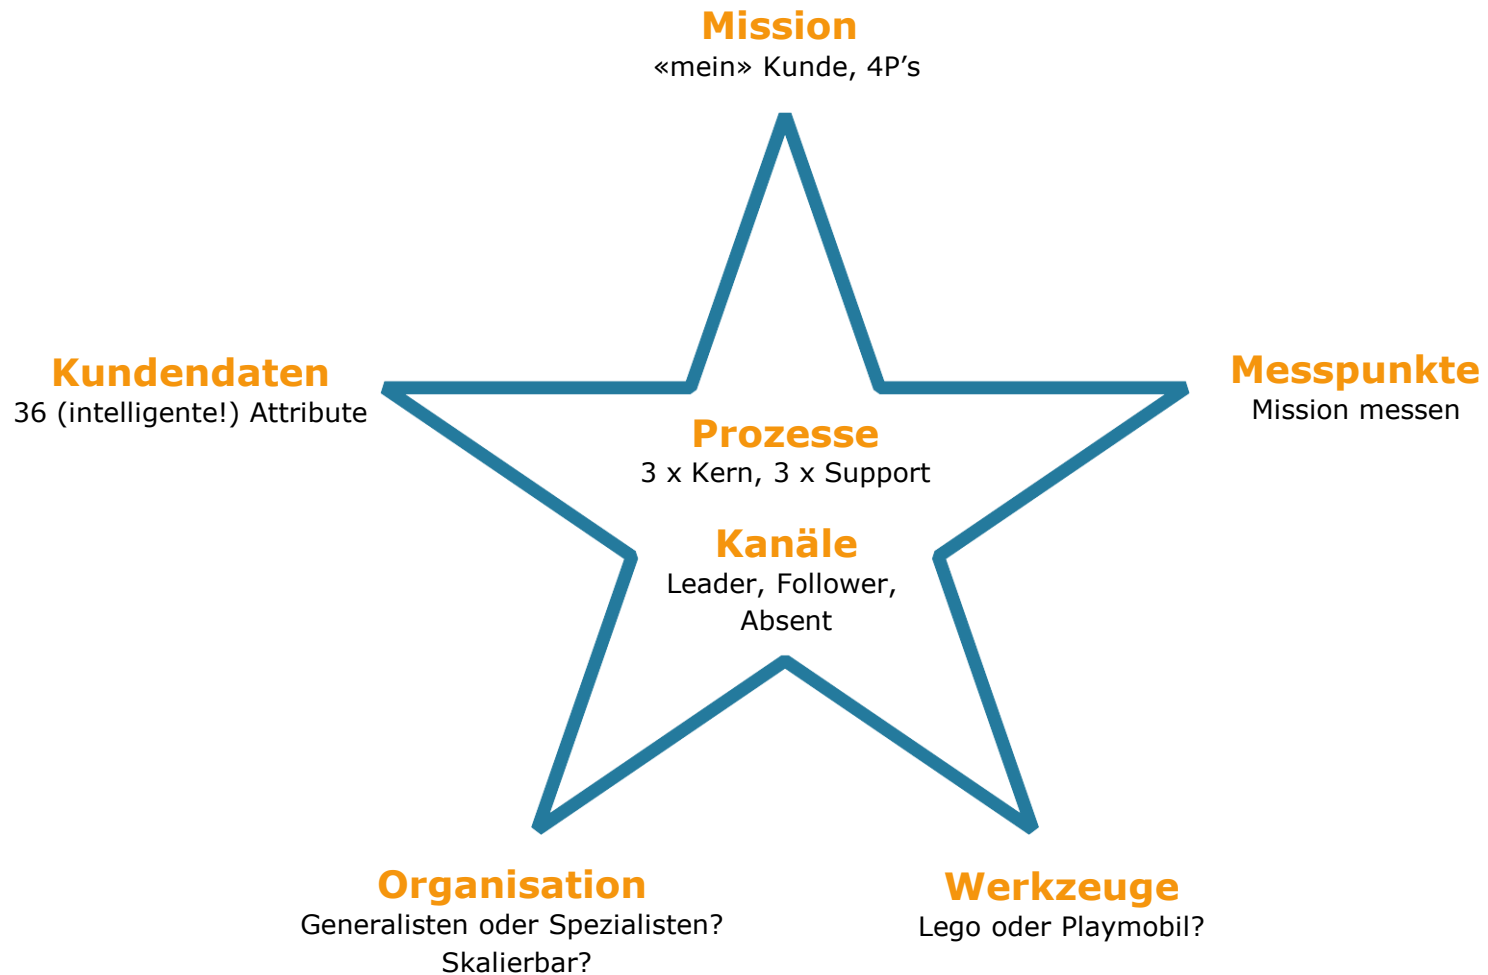 Mission
«mein» Kunde, 4P’s
Kundendaten
36 (intelligente!) Attribute
Messpunkte
Mission messen
Prozesse
3 x Kern, 3 x Support
Kanäle
Leader, Follower,
Absent
Organisation
Generalisten oder Spezialisten?
Skalierbar?
Werkzeuge
Lego oder Playmobil?